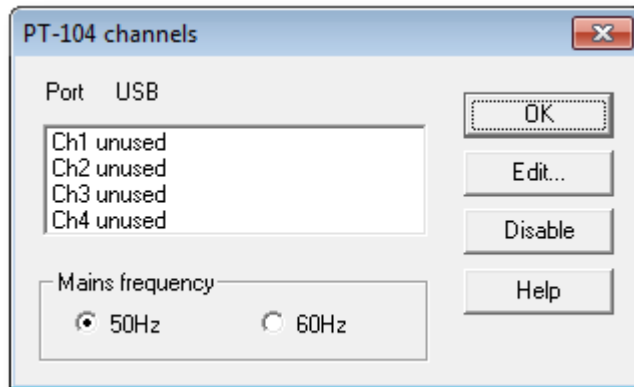 PT-104 channels
Port USB
OK
Ch1 unused
Ch2 unused
Ch3 unused
Ch4 unused
Edit...
Disable
Help
Mains frequency
50Hz 60Hz